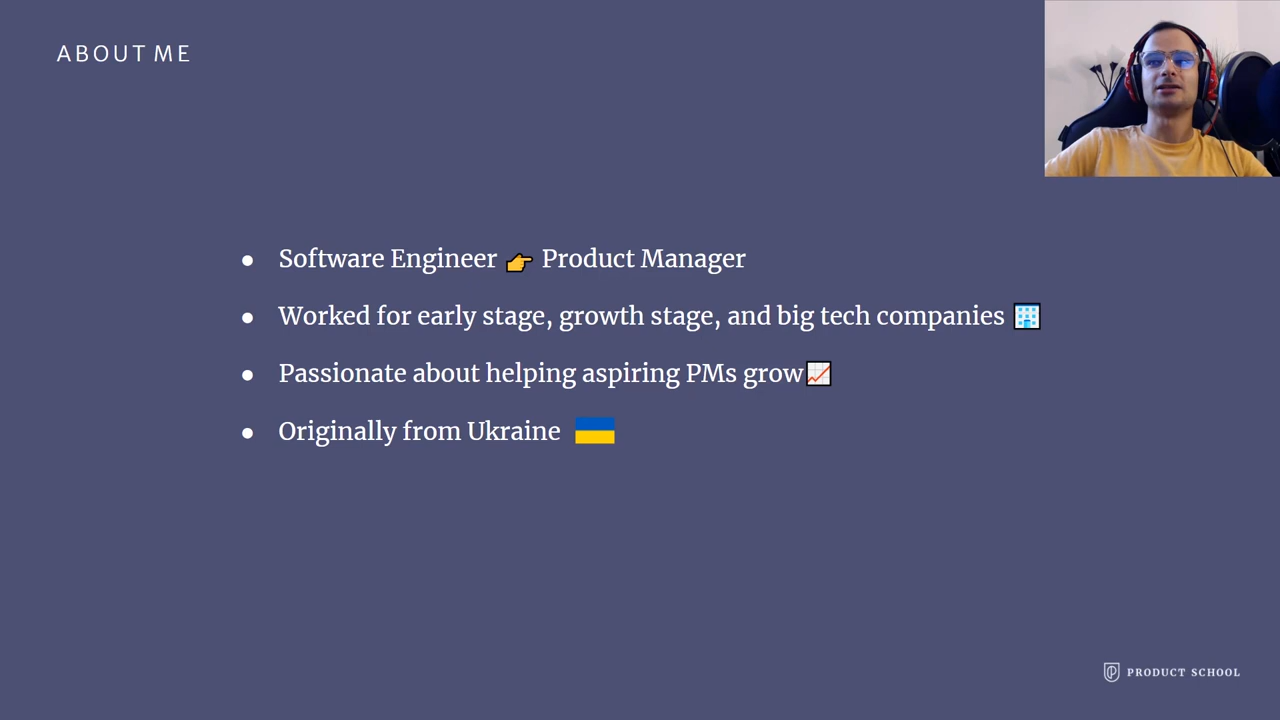 ABOUT ME
● Software Engineer 👉 Product Manager
● Worked for early stage, growth stage, and big tech companies 🏢
● Passionate about helping aspiring PMs grow📈
● Originally from Ukraine 🇺🇦
PRODUCT SCHOOL